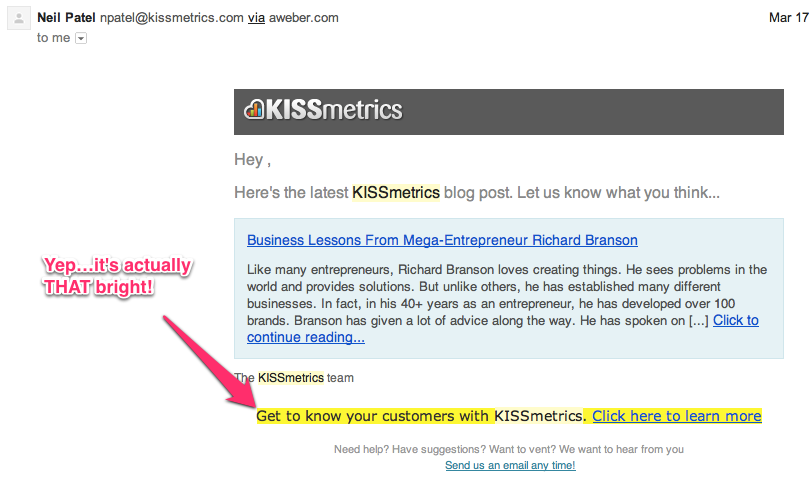 Neil Patel npatel@kissmetrics.com via aweber.com
Mar 17
to me
KISSmetrics
Hey ,
Here's the latest KISSmetrics blog post. Let us know what you think...
Business Lessons From Mega-Entrepreneur Richard Branson
Yep...it's actually
THAT bright!
Like many entrepreneurs, Richard Branson loves creating things. He sees problems in the
world and provides solutions. But unlike others, he has established many different
businesses. In fact, in his 40+ years as an entrepreneur, he has developed over 100
brands. Branson has given a lot of advice along the way. He has spoken on [...] Click to
continue reading...
The KISSmetrics team
Get to know your customers with KISSmetrics. Click here to learn more
Need help? Have suggestions? Want to vent? We want to hear from you
Send us an email any time!